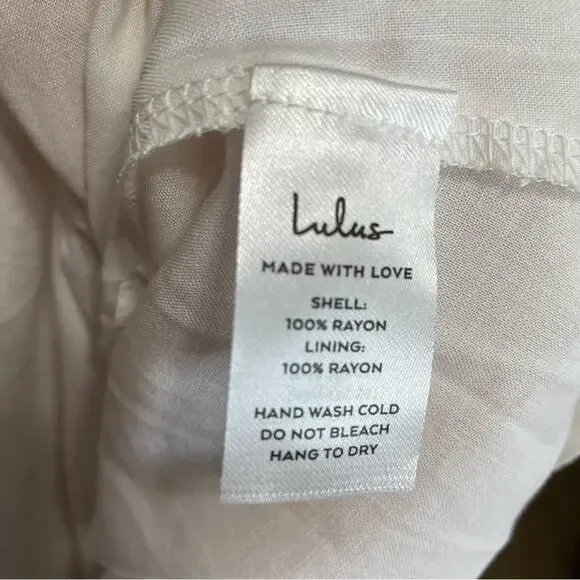 Lulus
MADE WITH LOVE
SHELL:
100% RAYON
LINING:
100% RAYON
HAND WASH COLD
DO NOT BLEACH
HANG TO DRY